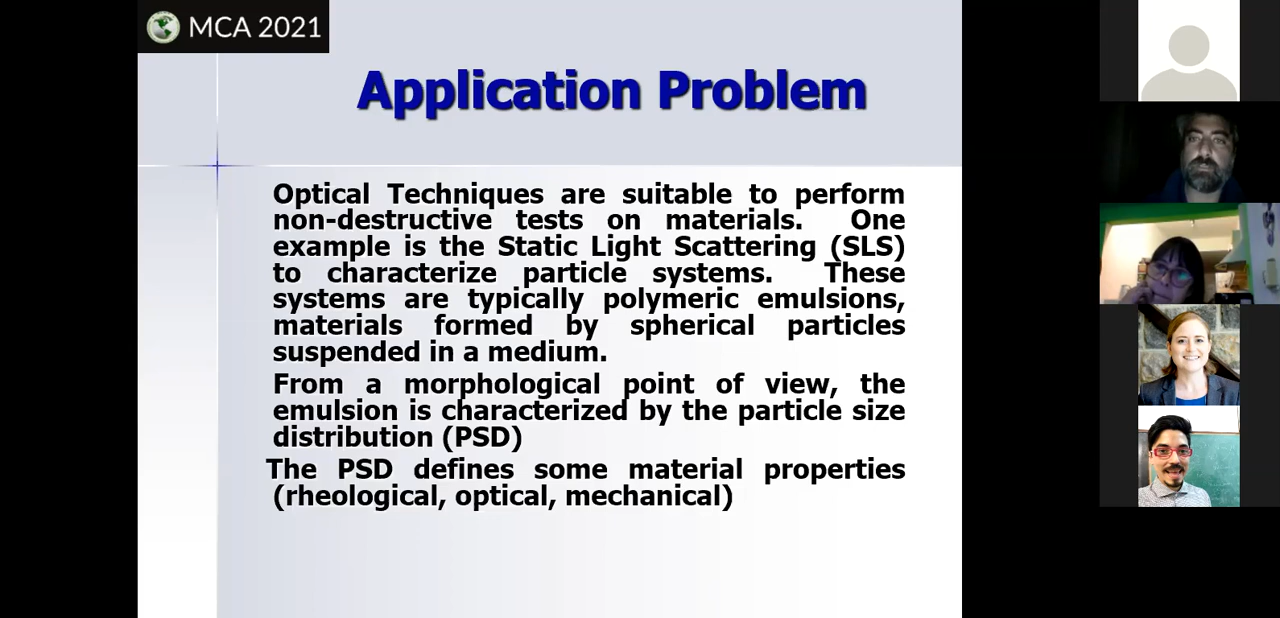 MCA 2021
Application Problem
Optical Techniques are suitable to perform
non-destructive tests on materials. One
example is the Static Light Scattering (SLS)
to characterize particle systems. These
systems are typically polymeric emulsions,
materials formed by spherical particles
suspended in a medium.
From a morphological point of view, the
emulsion is characterized by the particle size
distribution (PSD)
The PSD defines some material properties
(rheological, optical, mechanical)